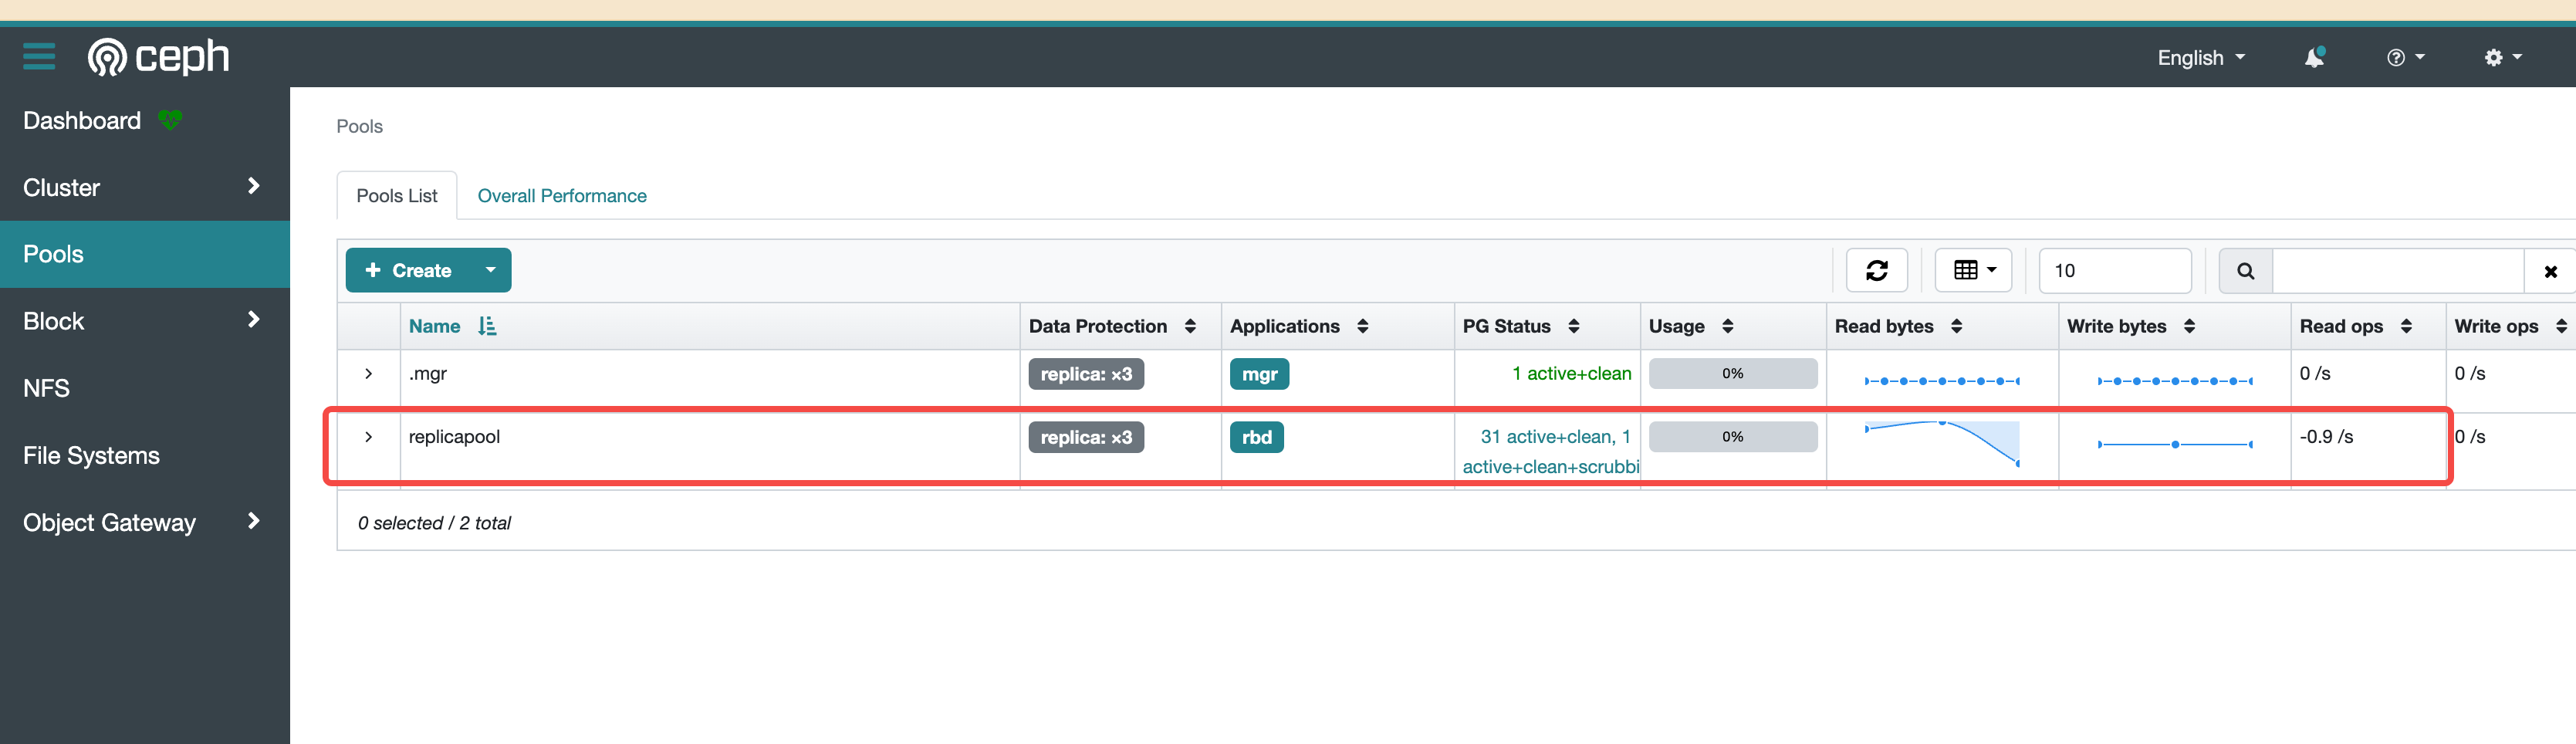 ceph
English
Dashboard
Cluster
Pools
Block
NFS
File Systems
Object Gateway
Pools
Pools List
Overall Performance
Create
10
Name
Data Protection
Applications
PG Status
Usage
Read bytes
Write bytes
Read ops
Write ops
.mgr
replica: ×3
mgr
1 active+clean
0%
0 /s
0 /s
replicapool
replica: ×3
rbd
31 active+clean, 1
active+clean+scrubbi
0%
-0.9 /s
0 /s
0 selected / 2 total